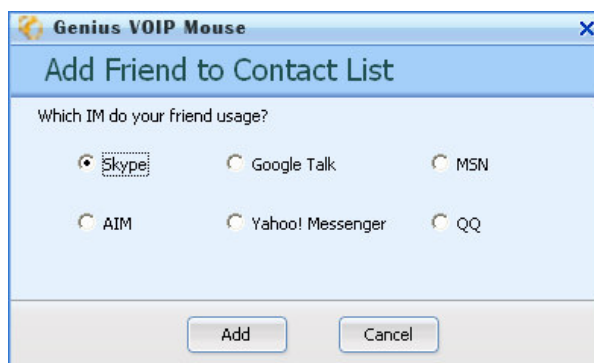 Genius VOIP Mouse
Add Friend to Contact List
Which IM do your friend usage?
Skype Google Talk MSN
AIM Yahoo! Messenger QQ
Add Cancel